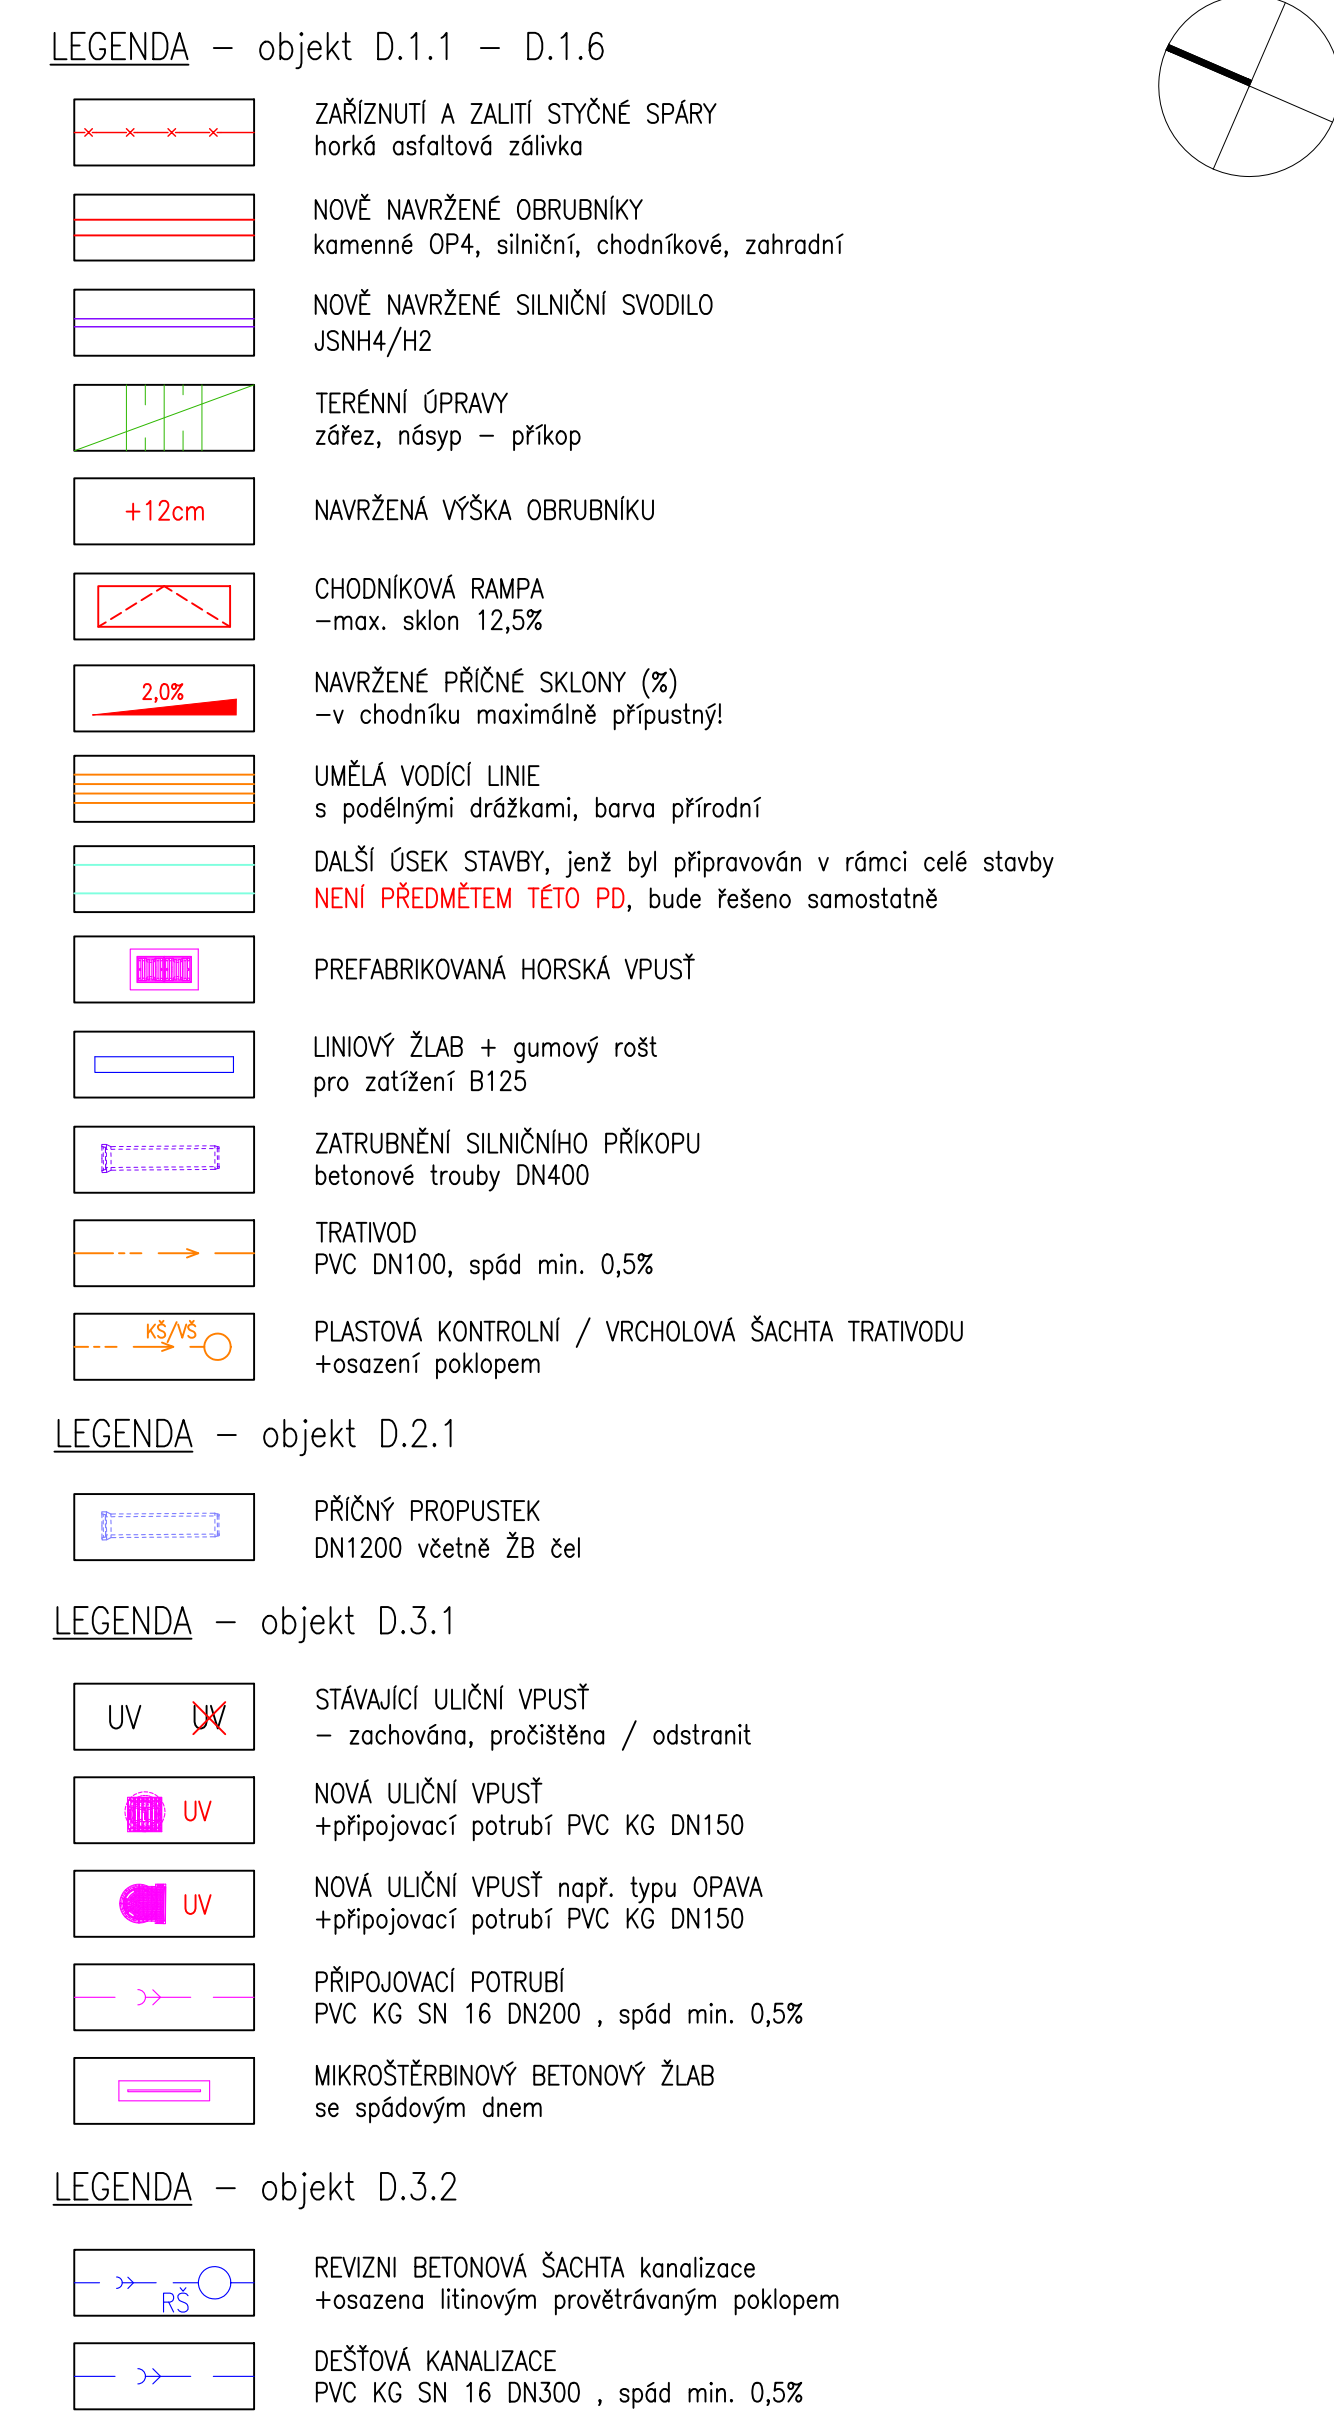 LEGENDA – objekt D.1.1 – D.1.6
ZAŘÍZNUTÍ A ZALITÍ STYČNÉ SPÁRY
horká asfaltová zálivka
NOVĚ NAVRŽENÉ OBRUBNÍKY
kamenné OP4, silniční, chodníkové, zahradní
NOVĚ NAVRŽENÉ SILNIČNÍ SVODILO
JSNH4/H2
TERÉNNÍ ÚPRAVY
zářez, násyp – příkop
+12cm
NAVRŽENÁ VÝŠKA OBRUBNÍKU
CHODNÍKOVÁ RAMPA
–max. sklon 12,5%
2,0%
NAVRŽENÉ PŘÍČNÉ SKLONY (%)
–v chodníku maximálně přípustný!
UMĚLÁ VODÍCÍ LINIE
s podélnými drážkami, barva přírodní
DALŠÍ ÚSEK STAVBY, jenž byl připravován v rámci celé stavby
NENÍ PŘEDMĚTEM TÉTO PD, bude řešeno samostatně
PREFABRIKOVANÁ HORSKÁ VPUSŤ
LINIOVÝ ŽLAB + gumový rošt
pro zatížení B125
ZATRUBNĚNÍ SILNIČNÍHO PŘÍKOPU
betonové trouby DN400
TRATIVOD
PVC DN100, spád min. 0,5%
KŠ/VŠ
PLASTOVÁ KONTROLNÍ / VRCHOLOVÁ ŠACHTA TRATIVODU
+osazení poklopem
LEGENDA – objekt D.2.1
PŘÍČNÝ PROPUSTEK
DN1200 včetně ŽB čel
LEGENDA – objekt D.3.1
UV UV
STÁVAJÍCÍ ULIČNÍ VPUSŤ
– zachována, pročištěna / odstranit
UV
NOVÁ ULIČNÍ VPUSŤ
+připojovací potrubí PVC KG DN150
UV
NOVÁ ULIČNÍ VPUSŤ např. typu OPAVA
+připojovací potrubí PVC KG DN150
PŘIPOJOVACÍ POTRUBÍ
PVC KG SN 16 DN200 , spád min. 0,5%
MIKROŠTĚRBINOVÝ BETONOVÝ ŽLAB
se spádovým dnem
LEGENDA – objekt D.3.2
RŠ
REVIZNI BETONOVÁ ŠACHTA kanalizace
+osazena litinovým provětrávaným poklopem
DEŠŤOVÁ KANALIZACE
PVC KG SN 16 DN300 , spád min. 0,5%